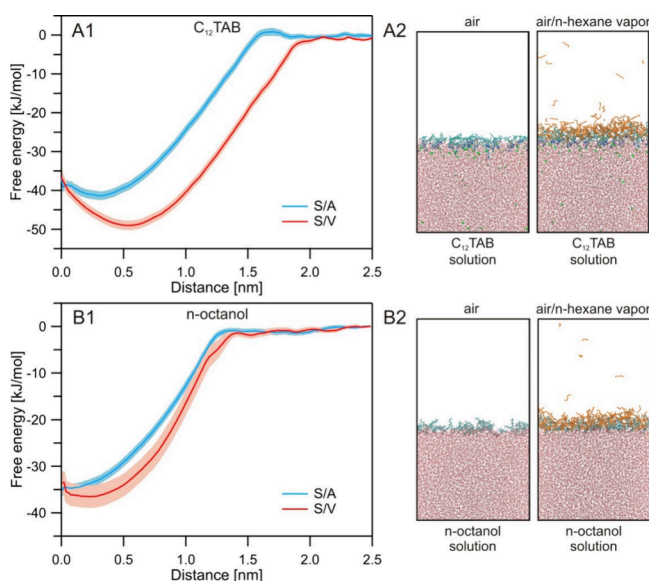 A1
C₁₂TAB
Free energy [kJ/mol]
0
-10
-20
-30
-40
-50
S/A
S/V
0.0 0.5 1.0 1.5 2.0 2.5
Distance [nm]
A2
air
air/n-hexane vapor
C₁₂TAB
solution
C₁₂TAB
solution
B1
n-octanol
Free energy [kJ/mol]
0
-10
-20
-30
-40
S/A
S/V
0.0 0.5 1.0 1.5 2.0 2.5
Distance [nm]
B2
air
air/n-hexane vapor
n-octanol
solution
n-octanol
solution